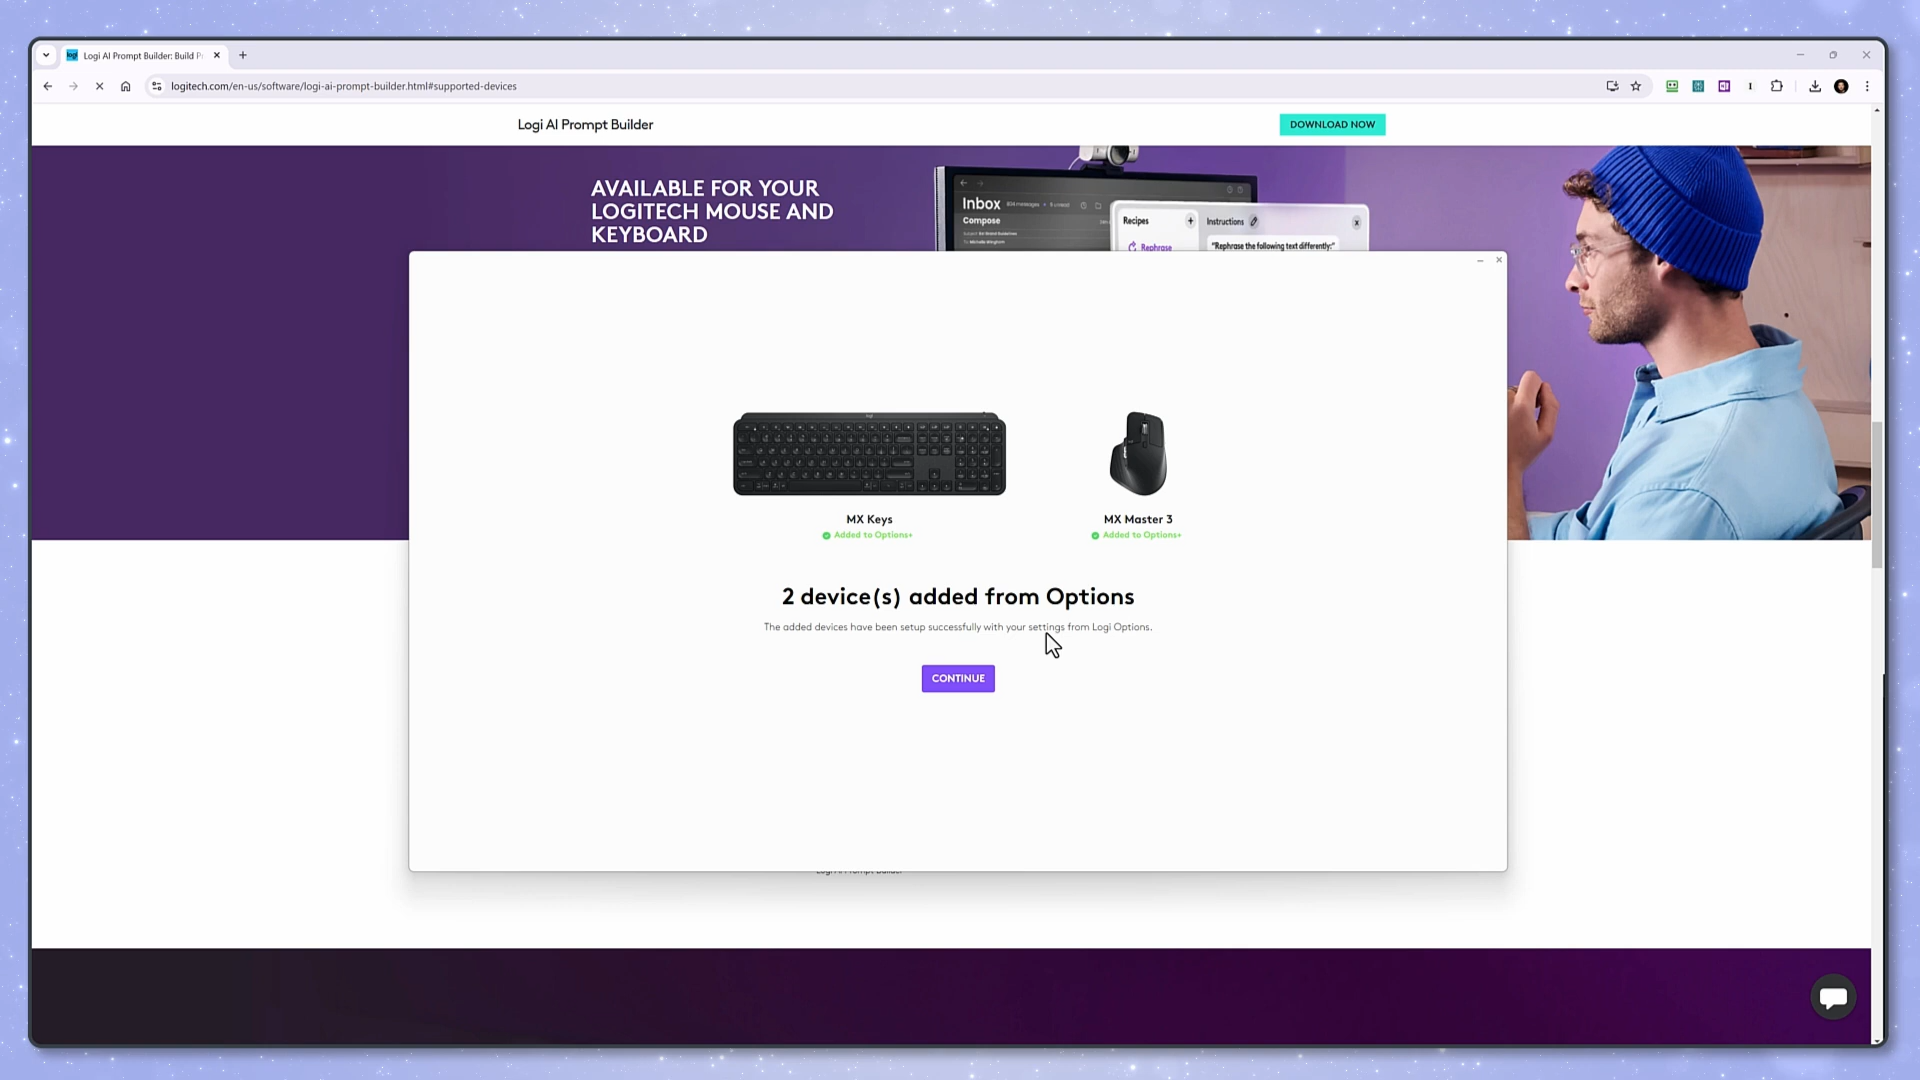 Logi AI Prompt Builder: Build P
logitech.com/en-us/software/logi-ai-prompt-builder.html#supported-devices
Logi AI Prompt Builder
DOWNLOAD NOW
AVAILABLE FOR YOUR
LOGITECH MOUSE AND
KEYBOARD
Inbox
Compose
Recipes
Instructions
Rephrase
"Rephrase the following text differently:"
MX Keys
Added to Options+
MX Master 3
Added to Options+
2 device(s) added from Options
The added devices have been setup successfully with your settings from Logi Options.
CONTINUE